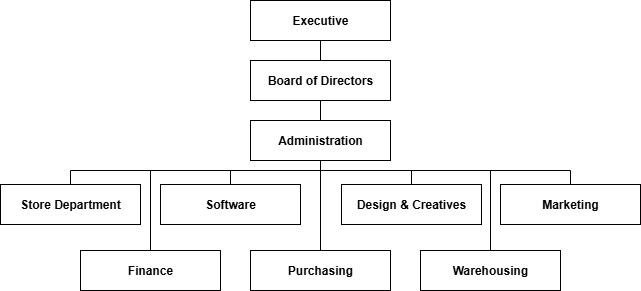 Executive
Board of Directors
Administration
Store Department
Software
Design & Creatives
Marketing
Finance
Purchasing
Warehousing